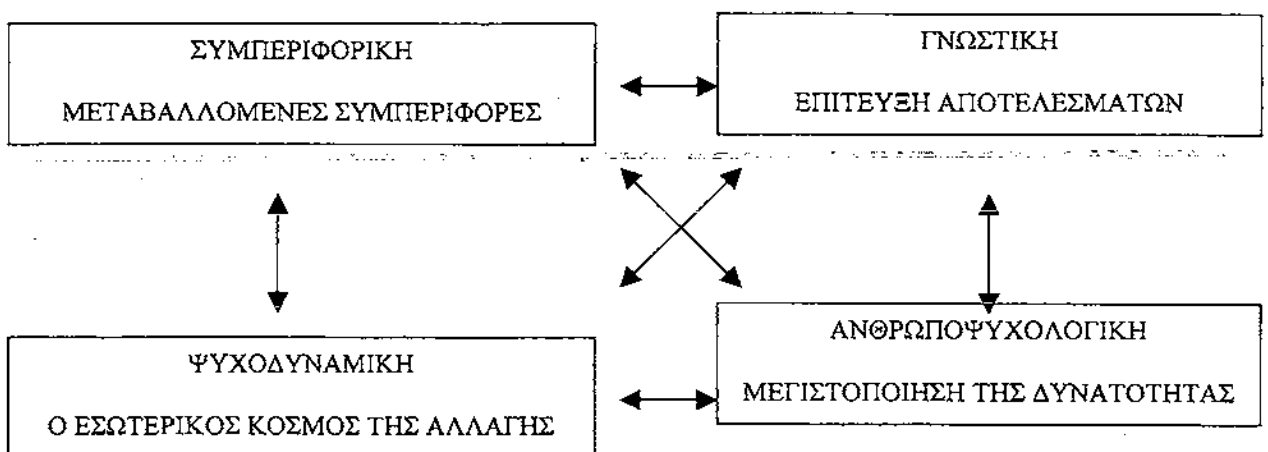 ΣΥΜΠΕΡΙΦΟΡΙΚΗ
ΜΕΤΑΒΑΛΛΟΜΕΝΕΣ ΣΥΜΠΕΡΙΦΟΡΕΣ
ΓΝΩΣΤΙΚΗ
ΕΠΙΤΕΥΞΗ ΑΠΟΤΕΛΕΣΜΑΤΩΝ
ΨΥΧΟΔΥΝΑΜΙΚΗ
Ο ΕΣΩΤΕΡΙΚΟΣ ΚΟΣΜΟΣ ΤΗΣ ΑΛΛΑΓΗΣ
ΑΝΘΡΩΠΟΨΥΧΟΛΟΓΙΚΗ
ΜΕΓΙΣΤΟΠΟΙΗΣΗ ΤΗΣ ΔΥΝΑΤΟΤΗΤΑΣ